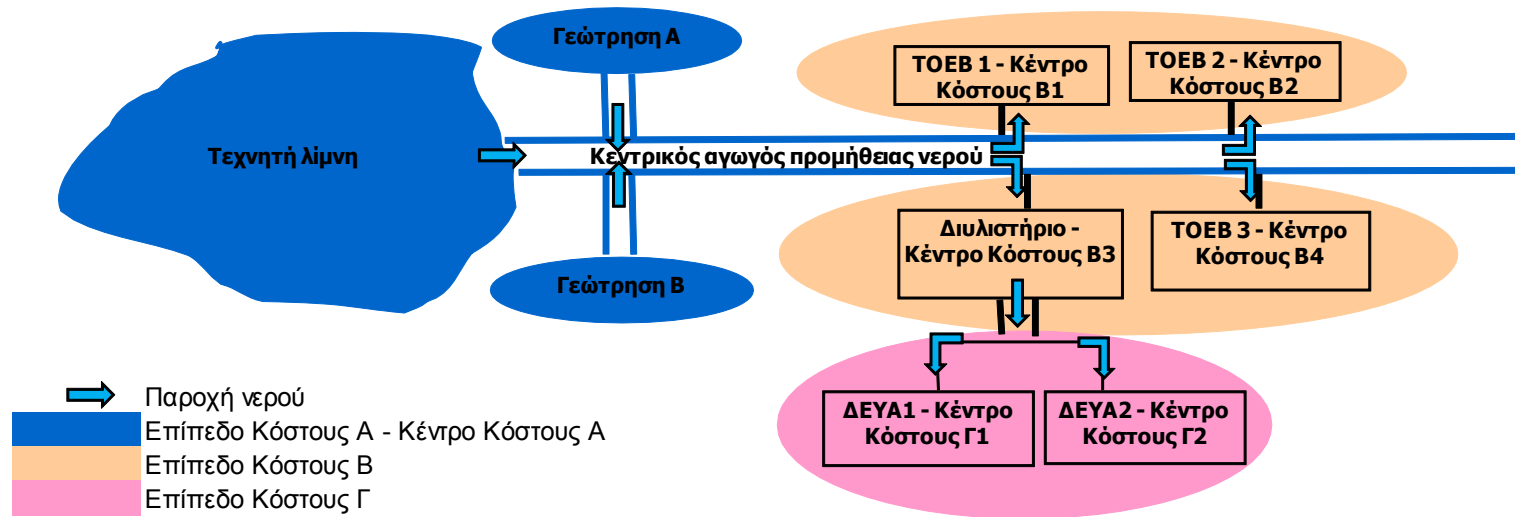 Γεώτρηση Α
ΤΟΕΒ 1 - Κέντρο
Κόστους Β1
ΤΟΕΒ 2 - Κέντρο
Κόστους Β2
Τεχνητή λίμνη
Κεντρικός αγωγός προμήθειας νερού
Διυλιστήριο -
Κέντρο Κόστους Β3
ΤΟΕΒ 3 - Κέντρο
Κόστους Β4
Γεώτρηση Β
ΔΕΥΑ1 - Κέντρο
Κόστους Γ1
ΔΕΥΑ2 - Κέντρο
Κόστους Γ2
Παροχή νερού
Επίπεδο Κόστους Α - Κέντρο Κόστους Α
Επίπεδο Κόστους Β
Επίπεδο Κόστους Γ